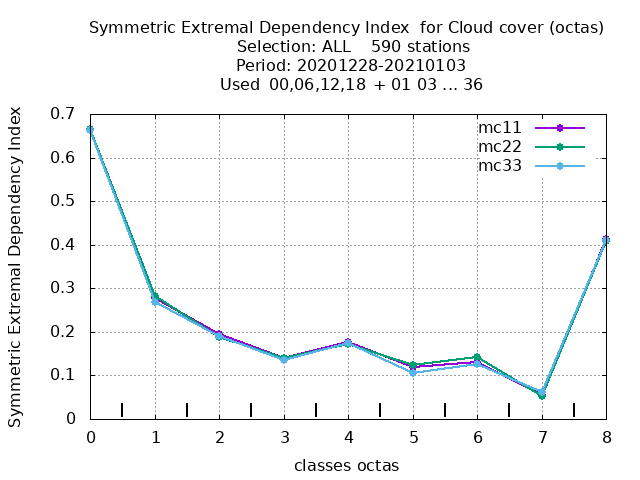 Symmetric Extremal Dependency Index for Cloud cover (octas)
Selection: ALL 590 stations
Period: 20201228-20210103
Used 00,06,12,18 + 01 03 ... 36
Symmetric Extremal Dependency Index
0.7
0.6
0.5
0.4
0.3
0.2
0.1
0
mc11
mc22
mc33
0 1 2 3 4 5 6 7 8
classes octas